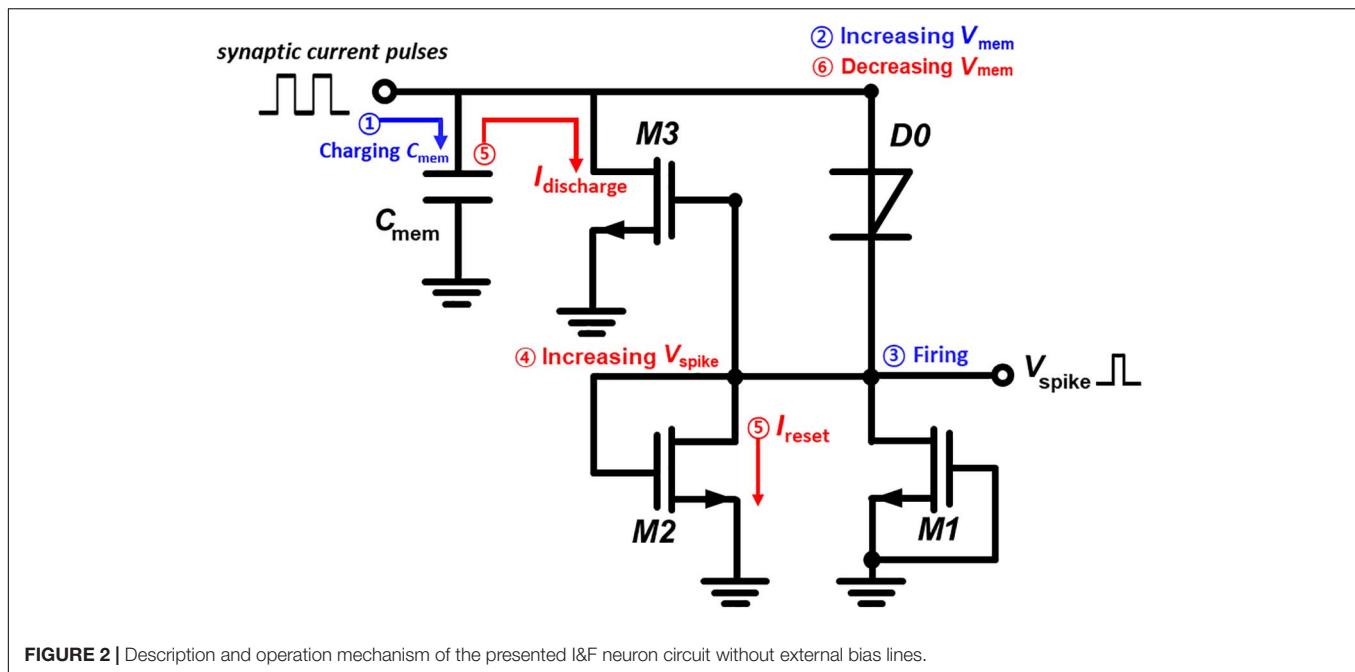 synaptic current pulses
② Increasing Vmem
⑥ Decreasing Vmem
①
Charging Cmem
⑤
Idischarge
M3
D0
Cmem
④ Increasing Vspike
③ Firing
Vspike
⑤ Ireset
M2
M1
FIGURE 2 | Description and operation mechanism of the presented I&F neuron circuit without external bias lines.